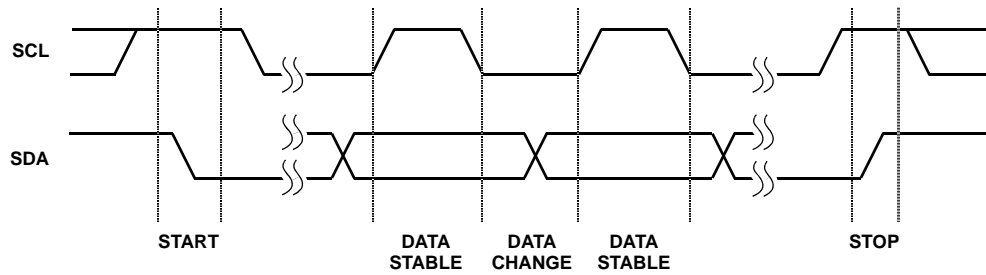 SCL
SDA
START
DATA
STABLE
DATA
CHANGE
DATA
STABLE
STOP